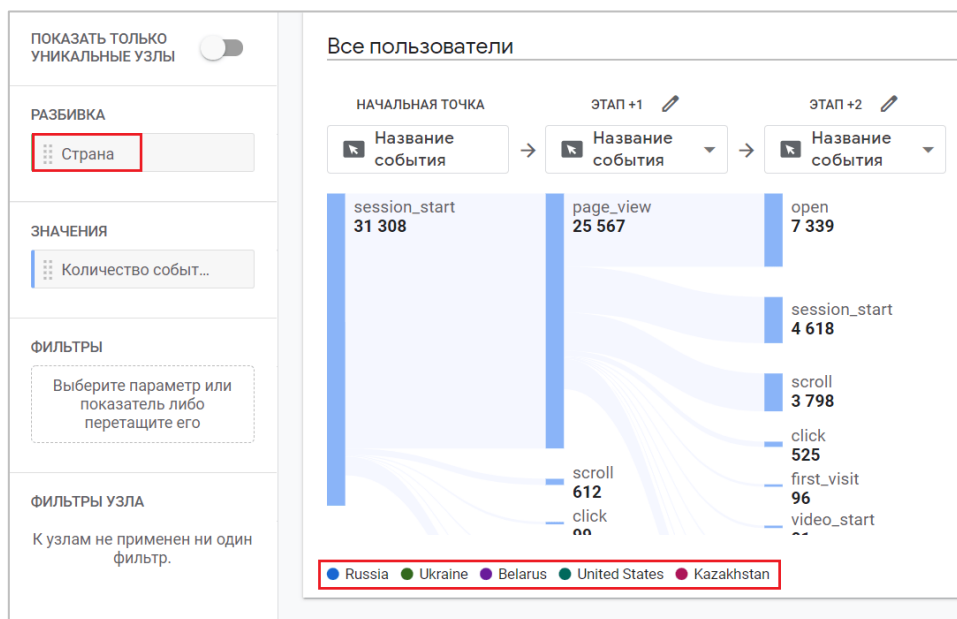 ПОКАЗАТЬ ТОЛЬКО
УНИКАЛЬНЫЕ УЗЛЫ
РАЗБИВКА
Страна
ЗНАЧЕНИЯ
Количество событ...
ФИЛЬТРЫ
Выберите параметр или
показатель либо
перетащите его
ФИЛЬТРЫ УЗЛА
К узлам не применен ни один
фильтр.
Все пользователи
НАЧАЛЬНАЯ ТОЧКА
Название
события
ЭТАП +1
Название
события
ЭТАП +2
Название
события
session_start
31 308
page_view
25 567
scroll
612
click
open
7 339
session_start
4 618
scroll
3 798
click
525
first_visit
96
video_start
Russia
Ukraine
Belarus
United States
Kazakhstan